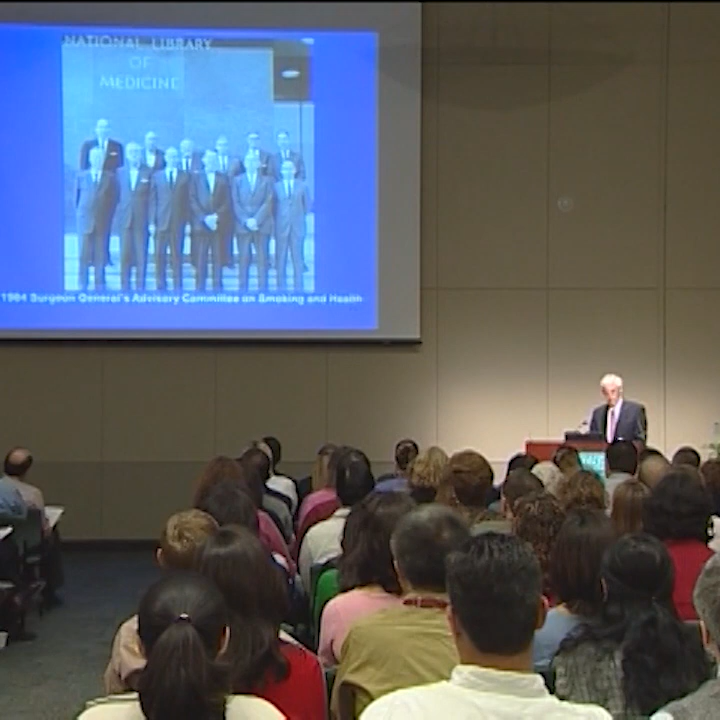 NATIONAL LIBRARY
OF
MEDICINE
1964 Surgeon General's Advisory Committee on Smoking and Health